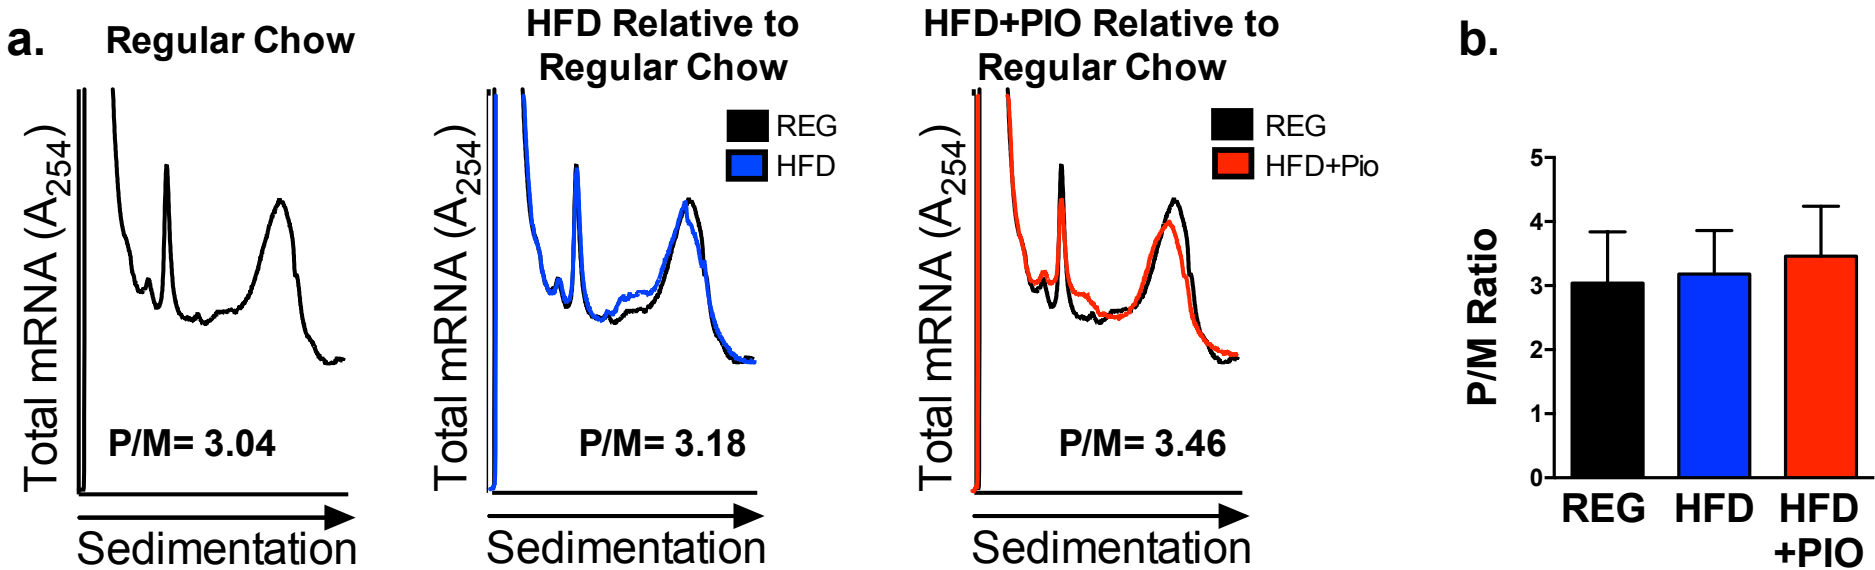 a.
Regular Chow
Total mRNA (A254)
P/M= 3.04
Sedimentation
HFD Relative to
Regular Chow
REG
HFD
Total mRNA (A254)
P/M= 3.18
Sedimentation
HFD+PIO Relative to
Regular Chow
REG
HFD+Pio
Total mRNA (A254)
P/M= 3.46
Sedimentation
b.
P/M Ratio
5
4
3
2
1
0
REG
HFD
HFD
+PIO